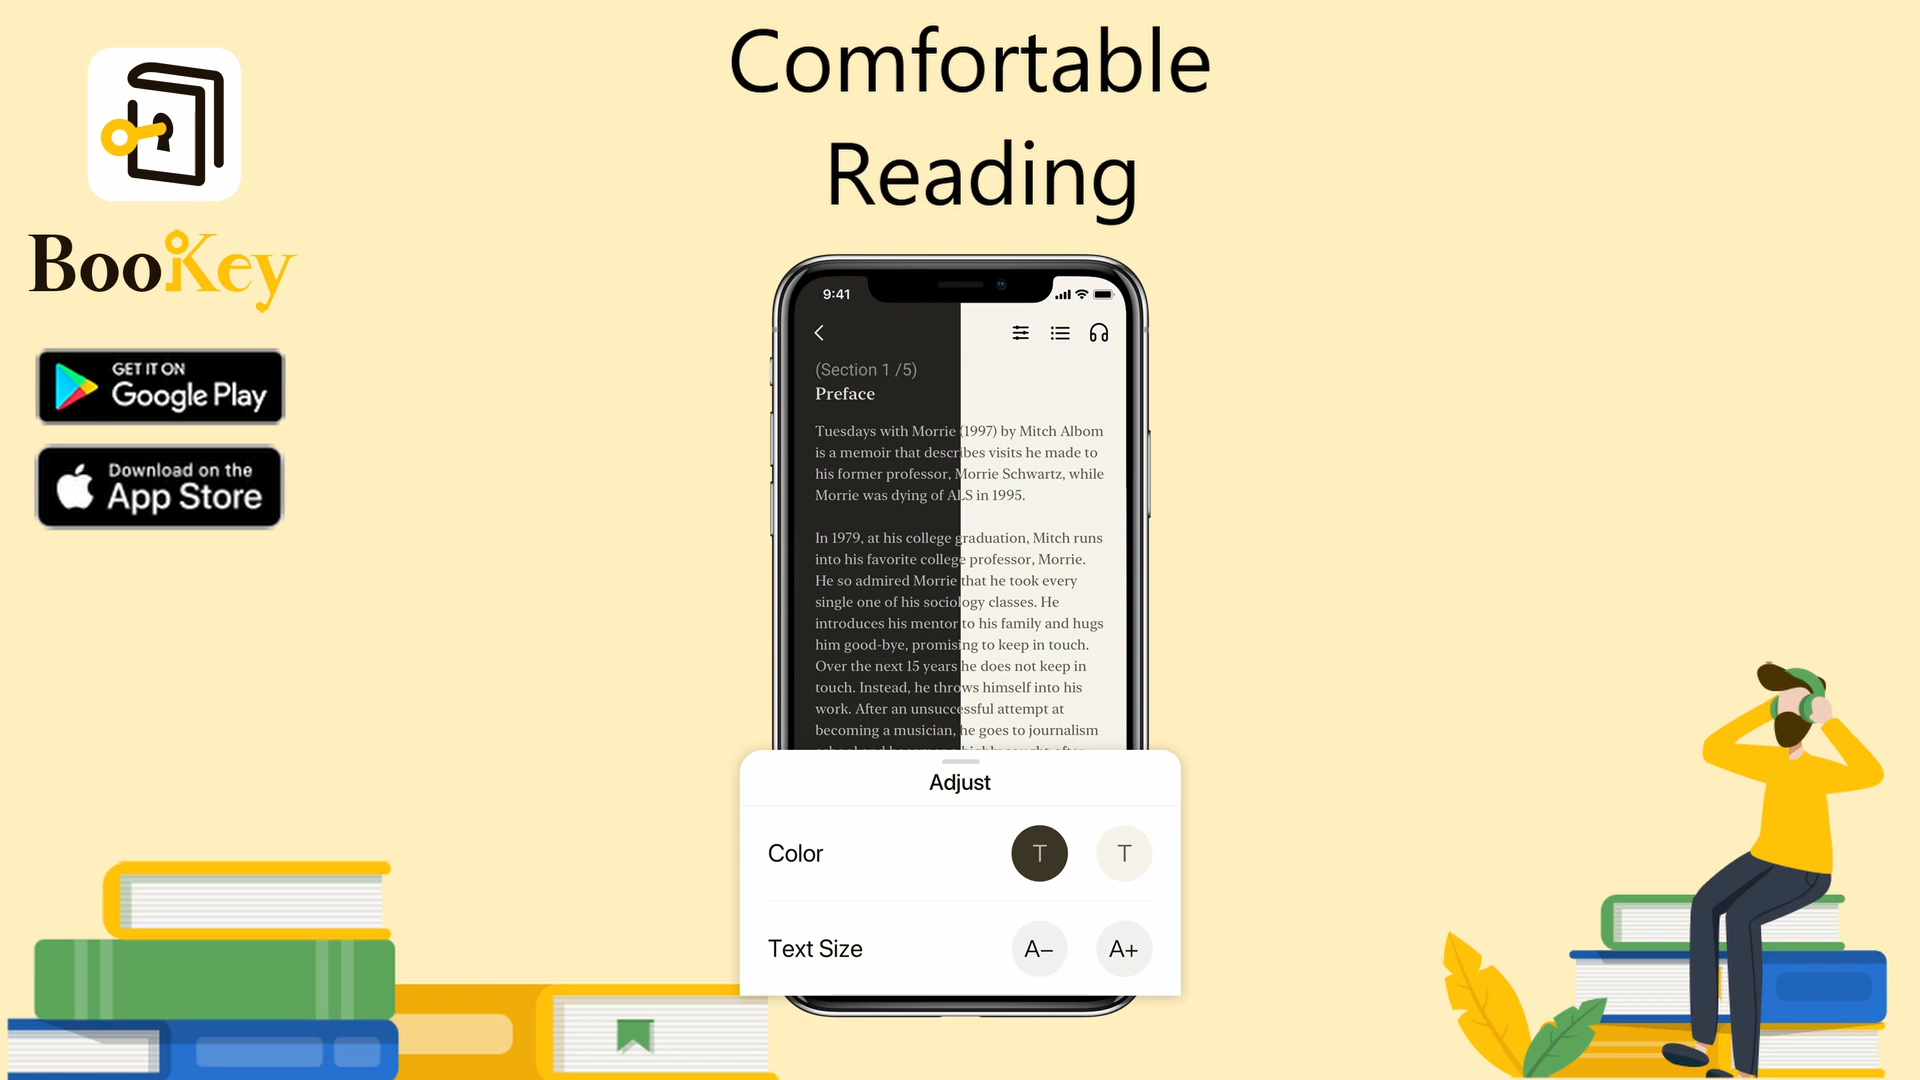 Comfortable
Reading
BooKey
GET IT ON
Google Play
Download on the
App Store
9:41
(Section 1 /5)
Preface
Tuesdays with Morrie (1997) by Mitch Albom
is a memoir that describes visits he made to
his former professor, Morrie Schwartz, while
Morrie was dying of ALS in 1995.
In 1979, at his college graduation, Mitch runs
into his favorite college professor, Morrie.
He so admired Morrie that he took every
single one of his sociology classes. He
introduces his mentor to his family and hugs
him good-bye, promising to keep in touch.
Over the next 15 years he does not keep in
touch. Instead, he throws himself into his
work. After an unsuccessful attempt at
becoming a musician, he goes to journalism
Adjust
Color
T T
Text Size
A– A+